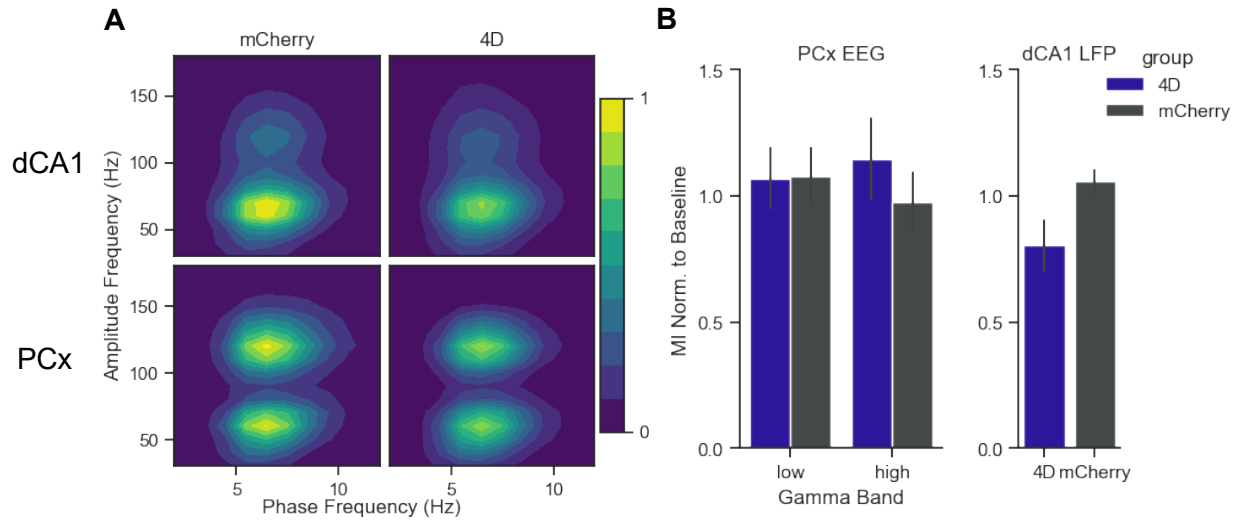 A
mCherry
4D
dCA1
PCx
Amplitude Frequency (Hz)
150
100
50
150
100
50
5
10
5
10
Phase Frequency (Hz)
1
0
B
PCx EEG
MI Norm. to Baseline
1.5
1.0
0.5
0.0
low
high
Gamma Band
dCA1 LFP
1.5
1.0
0.5
0.0
4D
mCherry
group
4D
mCherry